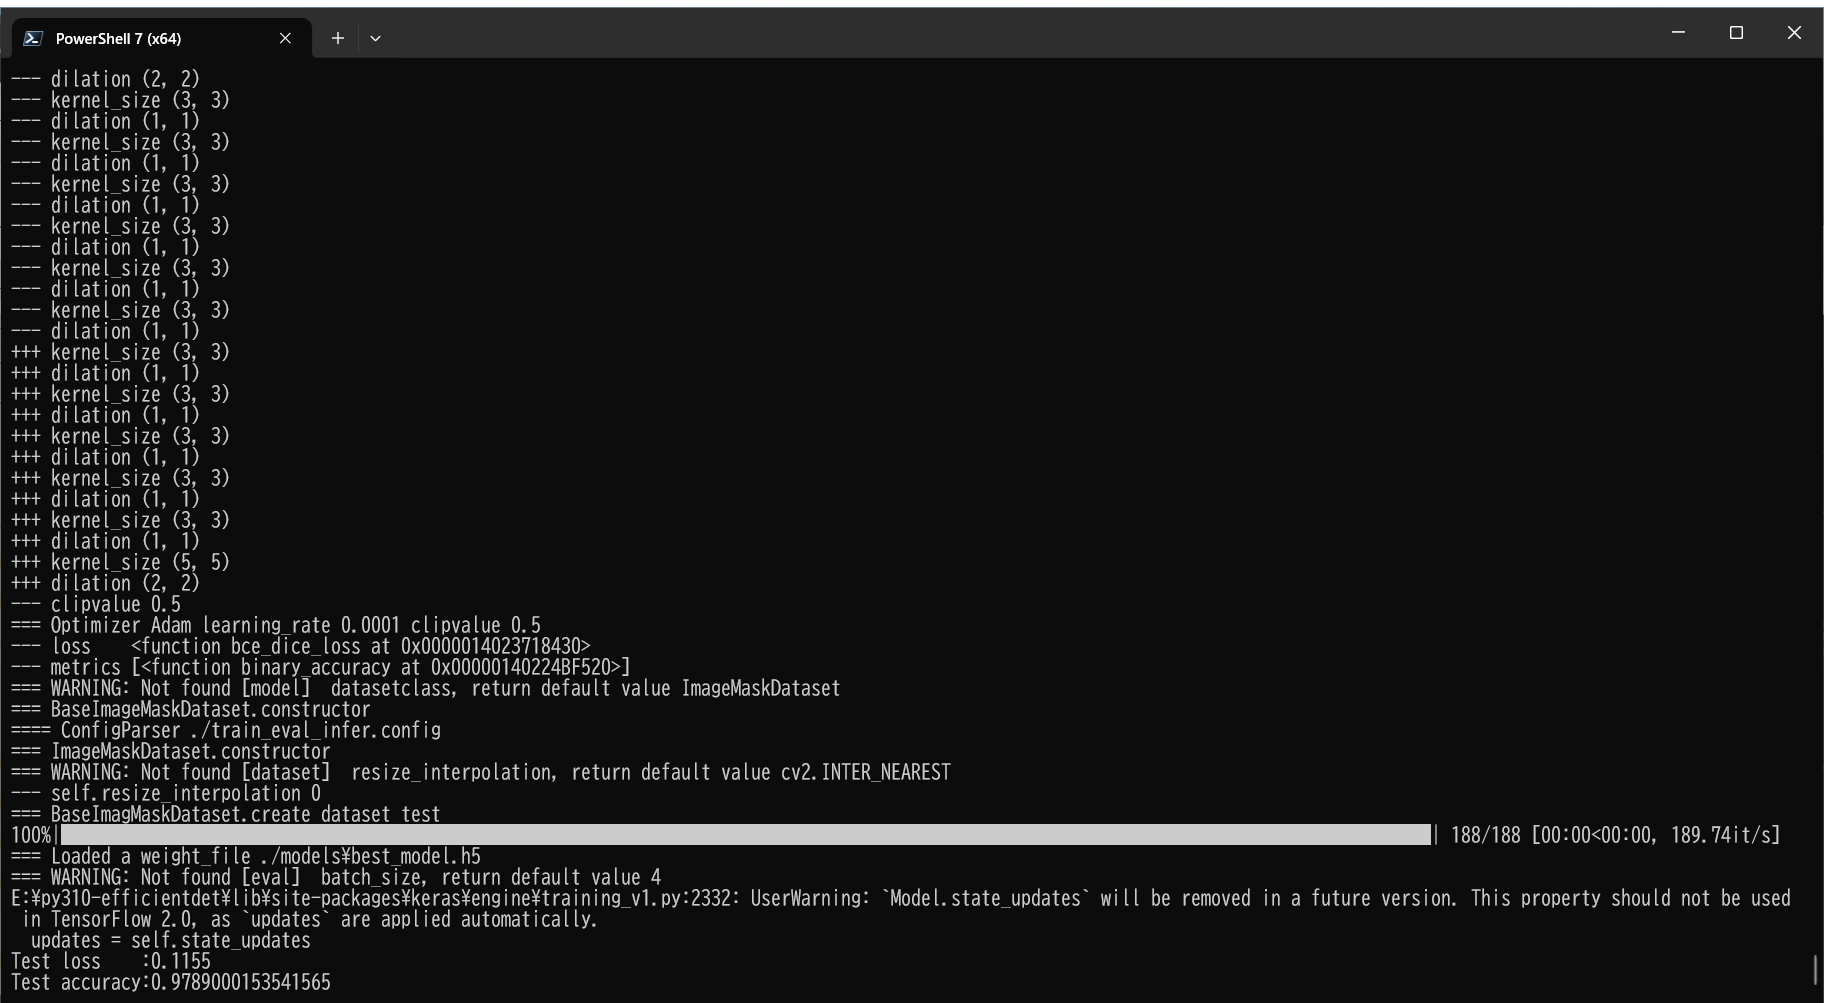 PowerShell 7 (x64)
--- dilation (2, 2)
--- kernel_size (3, 3)
--- dilation (1, 1)
--- kernel_size (3, 3)
--- dilation (1, 1)
--- kernel_size (3, 3)
--- dilation (1, 1)
--- kernel_size (3, 3)
--- dilation (1, 1)
--- kernel_size (3, 3)
--- dilation (1, 1)
--- kernel_size (3, 3)
--- dilation (1, 1)
+++ kernel_size (3, 3)
+++ dilation (1, 1)
+++ kernel_size (3, 3)
+++ dilation (1, 1)
+++ kernel_size (3, 3)
+++ dilation (1, 1)
+++ kernel_size (3, 3)
+++ dilation (1, 1)
+++ kernel_size (3, 3)
+++ dilation (1, 1)
+++ kernel_size (5, 5)
+++ dilation (2, 2)
--- clipvalue 0.5
=== Optimizer Adam learning_rate 0.0001 clipvalue 0.5
--- loss    <function bce_dice_loss at 0x0000014023718430>
--- metrics [<function binary_accuracy at 0x00000140224BF520>]
=== WARNING: Not found [model]  datasetclass, return default value ImageMaskDataset
=== BaseImageMaskDataset.constructor
==== ConfigParser ./train_eval_infer.config
=== ImageMaskDataset.constructor
=== WARNING: Not found [dataset]  resize_interpolation, return default value cv2.INTER_NEAREST
--- self.resize_interpolation 0
=== BaseImagMaskDataset.create dataset test
100%| | 188/188 [00:00<00:00, 189.74it/s]
=== Loaded a weight_file ./models¥best_model.h5
=== WARNING: Not found [eval]  batch_size, return default value 4
E:¥py310-efficientdet¥lib¥site-packages¥keras¥engine¥training_v1.py:2332: UserWarning: `Model.state_updates` will be removed in a future version. This property should not be used
 in TensorFlow 2.0, as `updates` are applied automatically.
  updates = self.state_updates
Test loss    :0.1155
Test accuracy:0.9789000153541565